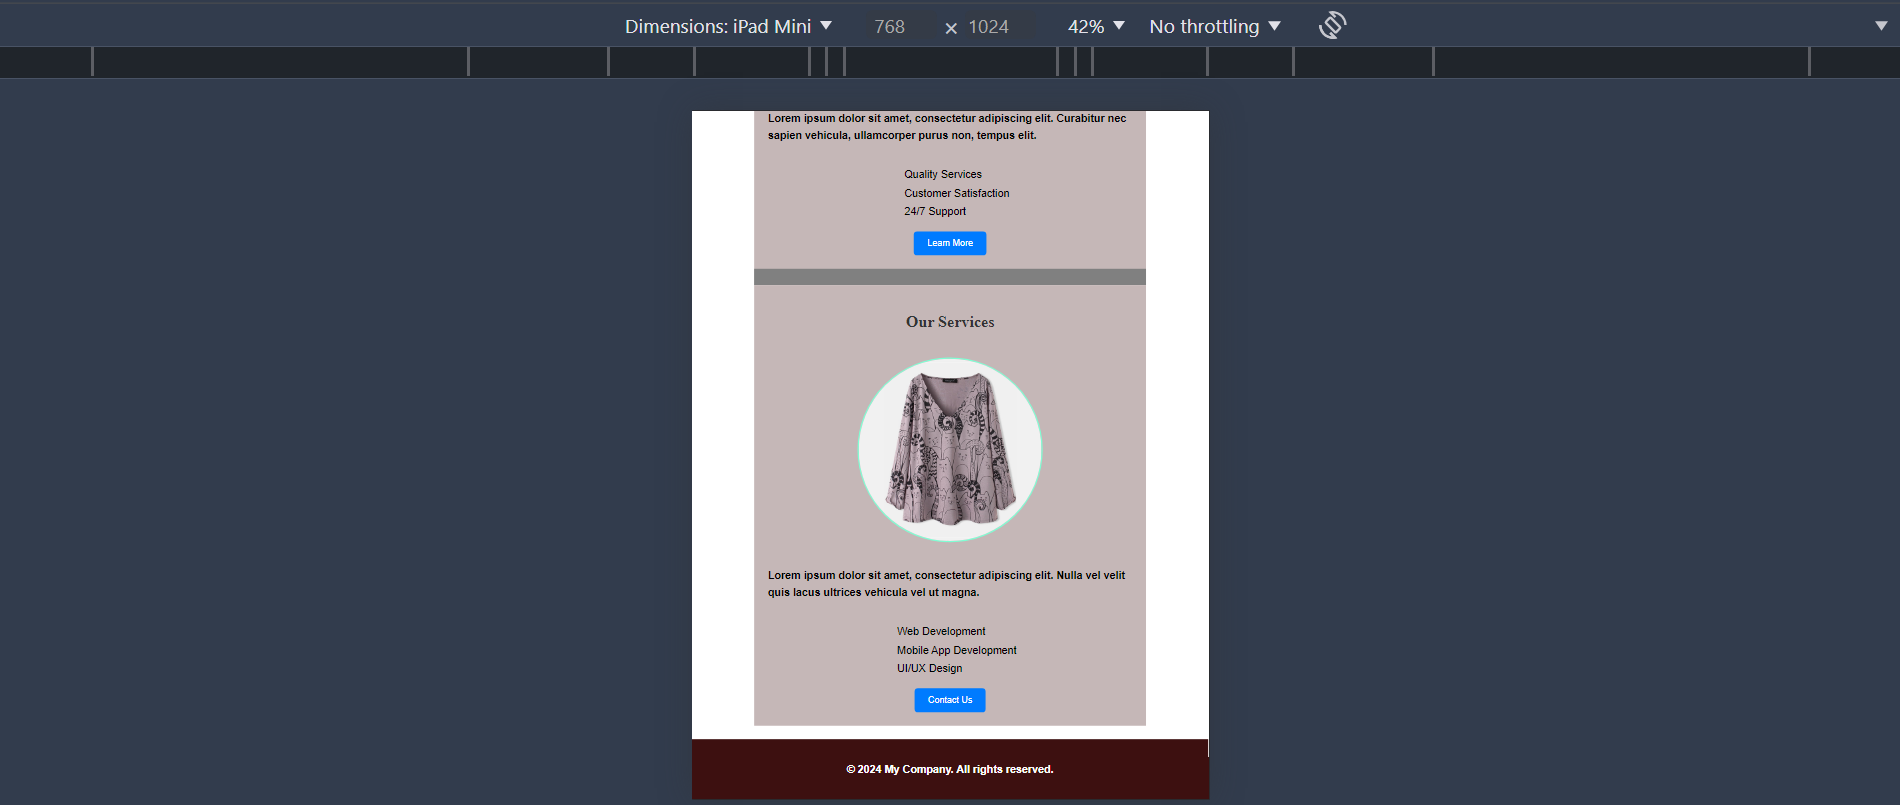 Dimensions: iPad Mini 768 × 1024 42% No throttling
Lorem ipsum dolor sit amet, consectetur adipiscing elit. Curabitur nec
sapien vehicula, ullamcorper purus non, tempus elit.
Quality Services
Customer Satisfaction
24/7 Support
Learn More
Our Services
Lorem ipsum dolor sit amet, consectetur adipiscing elit. Nulla vel velit
quis lacus ultrices vehicula vel ut magna.
Web Development
Mobile App Development
UI/UX Design
Contact Us
© 2024 My Company. All rights reserved.